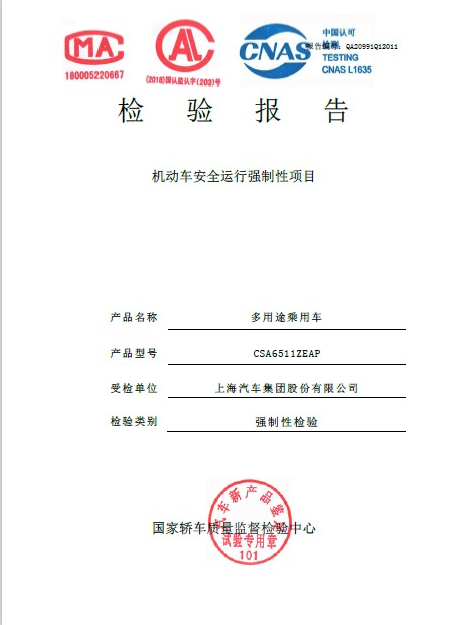 MA
180005220667
AL
(2018)国认监认字(203)号
CNAS
中国认可
检测
TESTING
CNAS L1635
报告编号: QA20991Q12011
检 验 报 告
机动车安全运行强制性项目
产品名称 多用途乘用车
产品型号 CSA6511ZEAP
受检单位 上海汽车集团股份有限公司
检验类别 强制性检验
国家轿车质量监督检验中心
汽车新产品鉴定
试验专用章
101